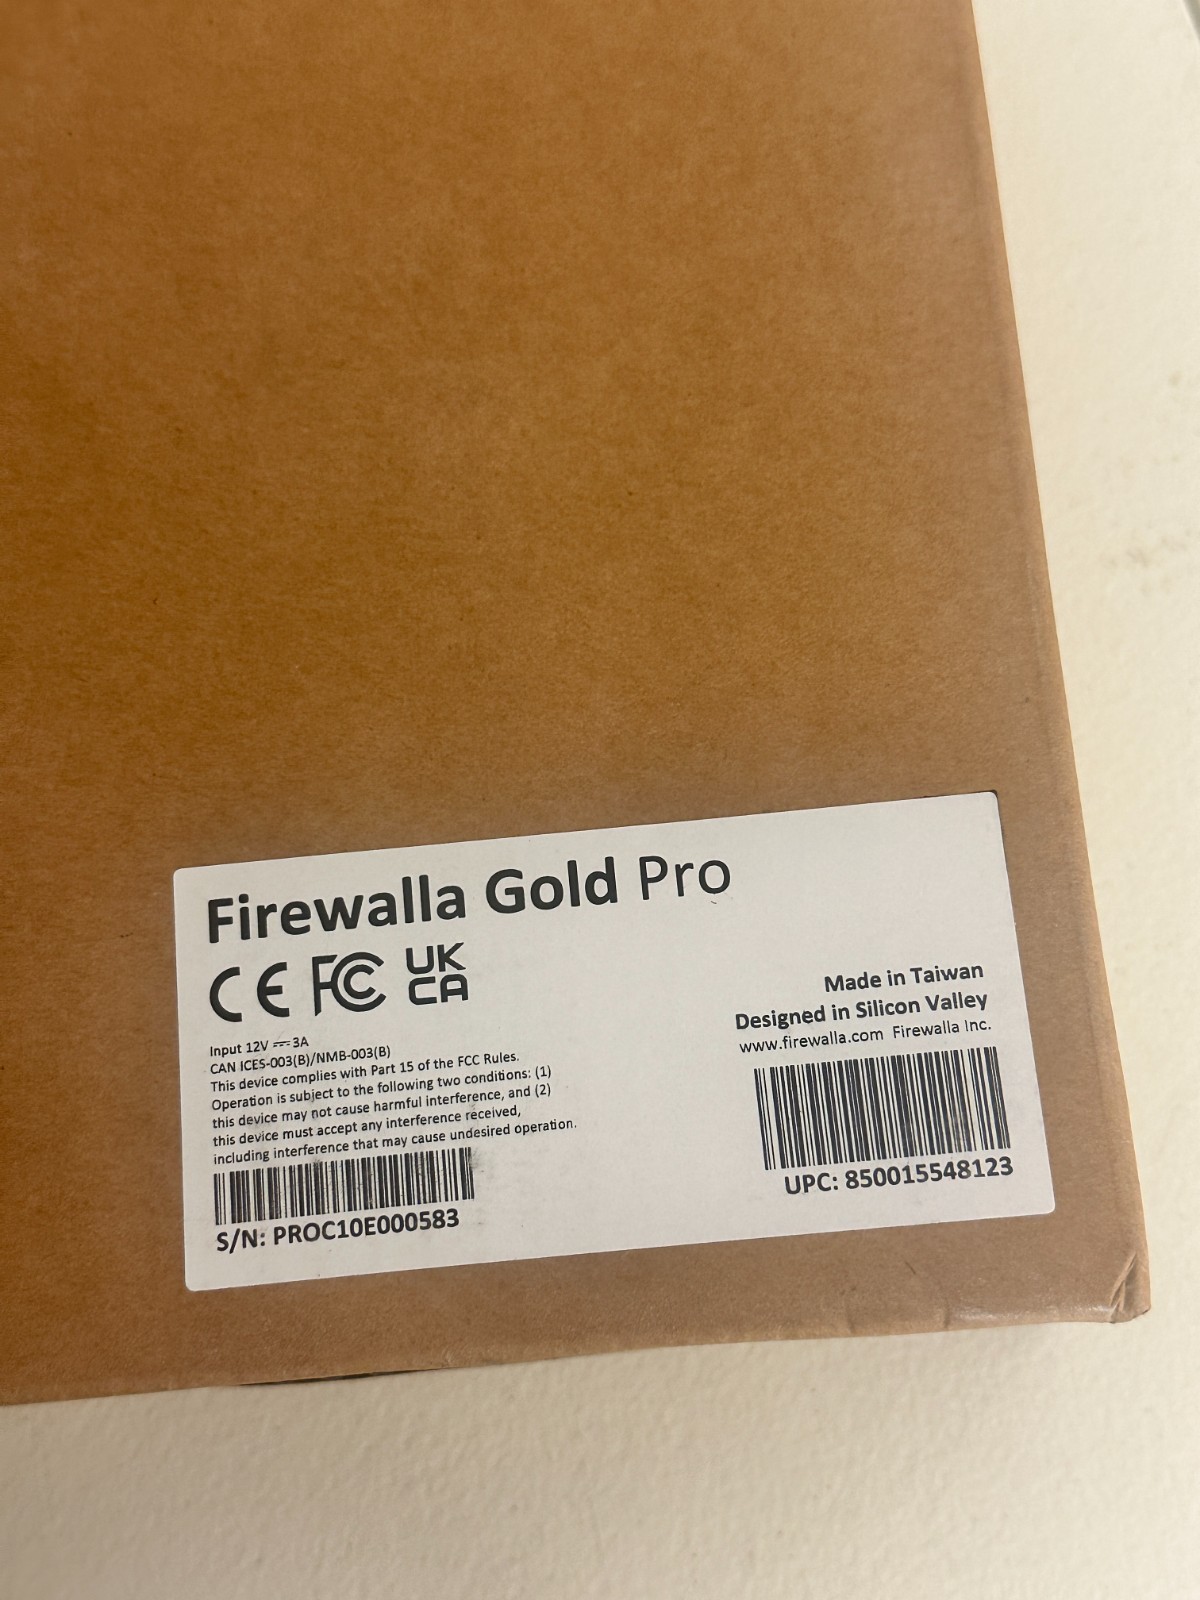 Firewalla Gold Pro
CE FC UK
CA
Input 12V ⎓ 3A
CAN ICES-003(B)/NMB-003(B)
This device complies with Part 15 of the FCC Rules.
Operation is subject to the following two conditions: (1)
this device may not cause harmful interference, and (2)
this device must accept any interference received,
including interference that may cause undesired operation.
S/N: PROC10E000583
Made in Taiwan
Designed in Silicon Valley
www.firewalla.com Firewalla Inc.
UPC: 850015548123